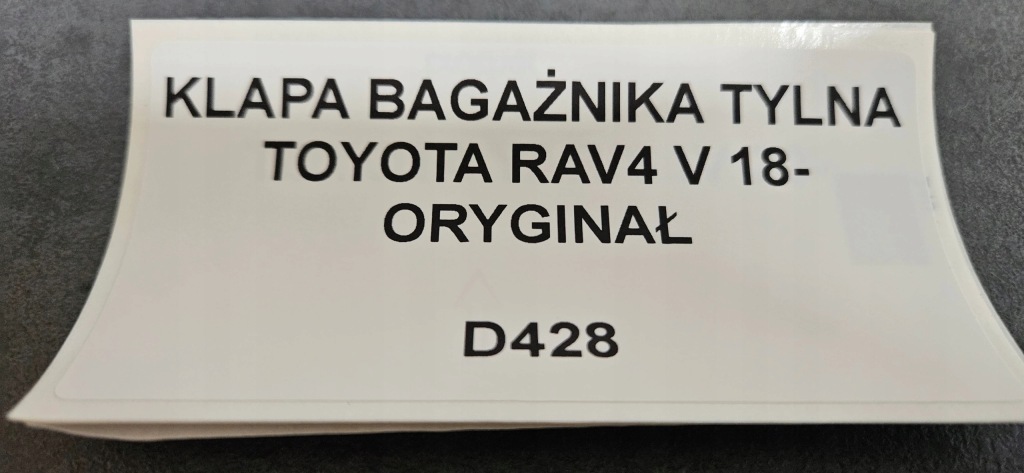 KLAPA BAGAŻNIKA TYLNA
TOYOTA RAV4 V 18-
ORYGINAŁ
D428